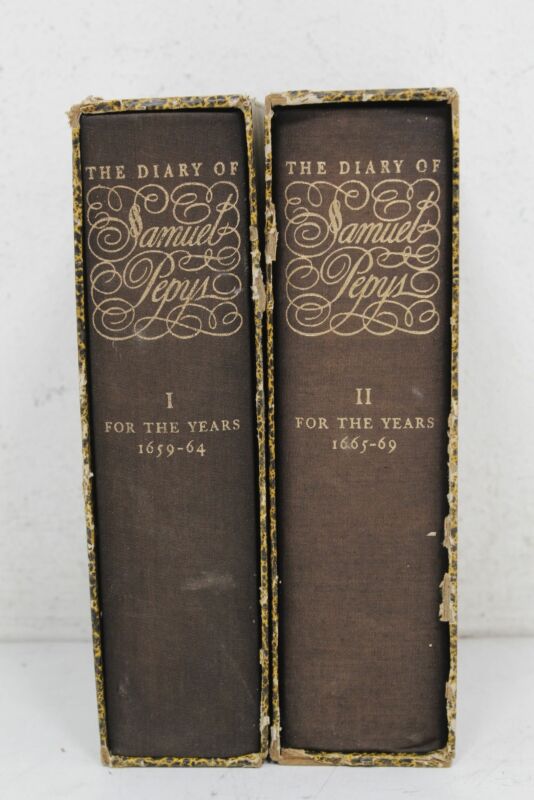 THE DIARY OF
Samuel
Pepys
I
FOR THE YEARS
1659-64
THE DIARY OF
Samuel
Pepys
II
FOR THE YEARS
1665-69